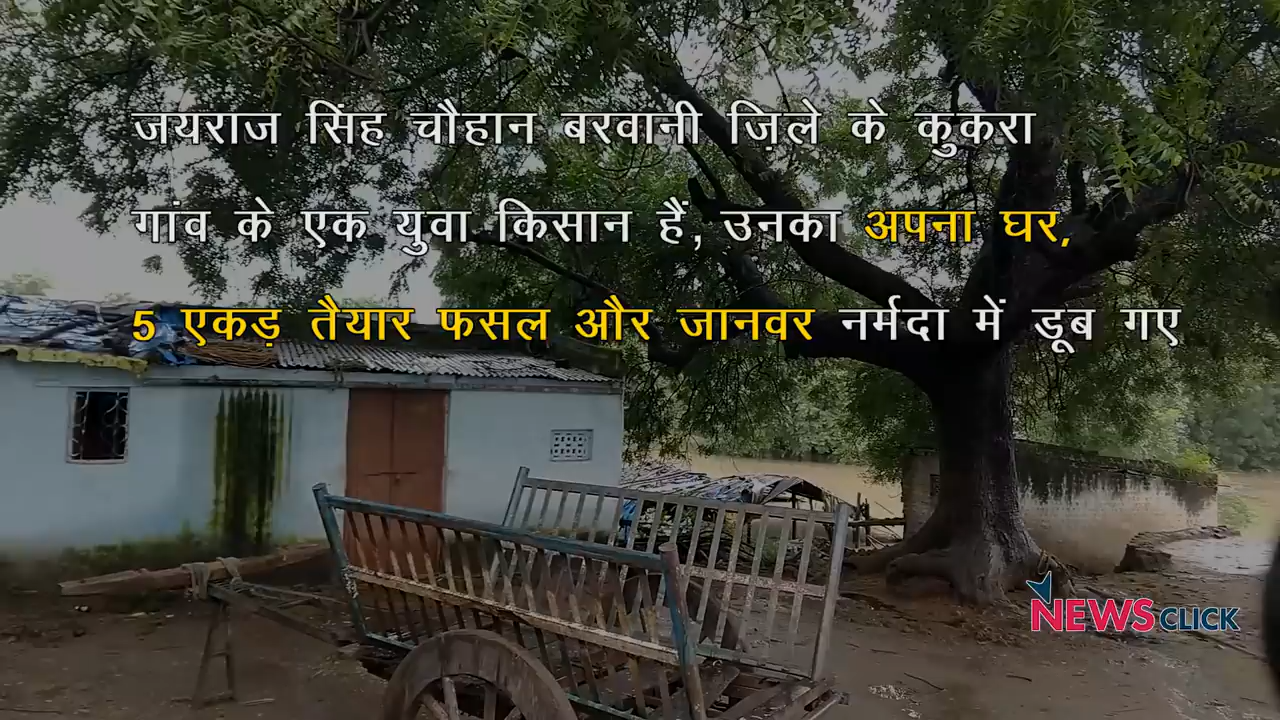 जयराज सिंह चौहान बरवानी ज़िले के कुकरा
गांव के एक युवा किसान हैं, उनका अपना घर,
5 एकड़ तैयार फसल और जानवर नर्मदा में डूब गए
NEWSCLICK